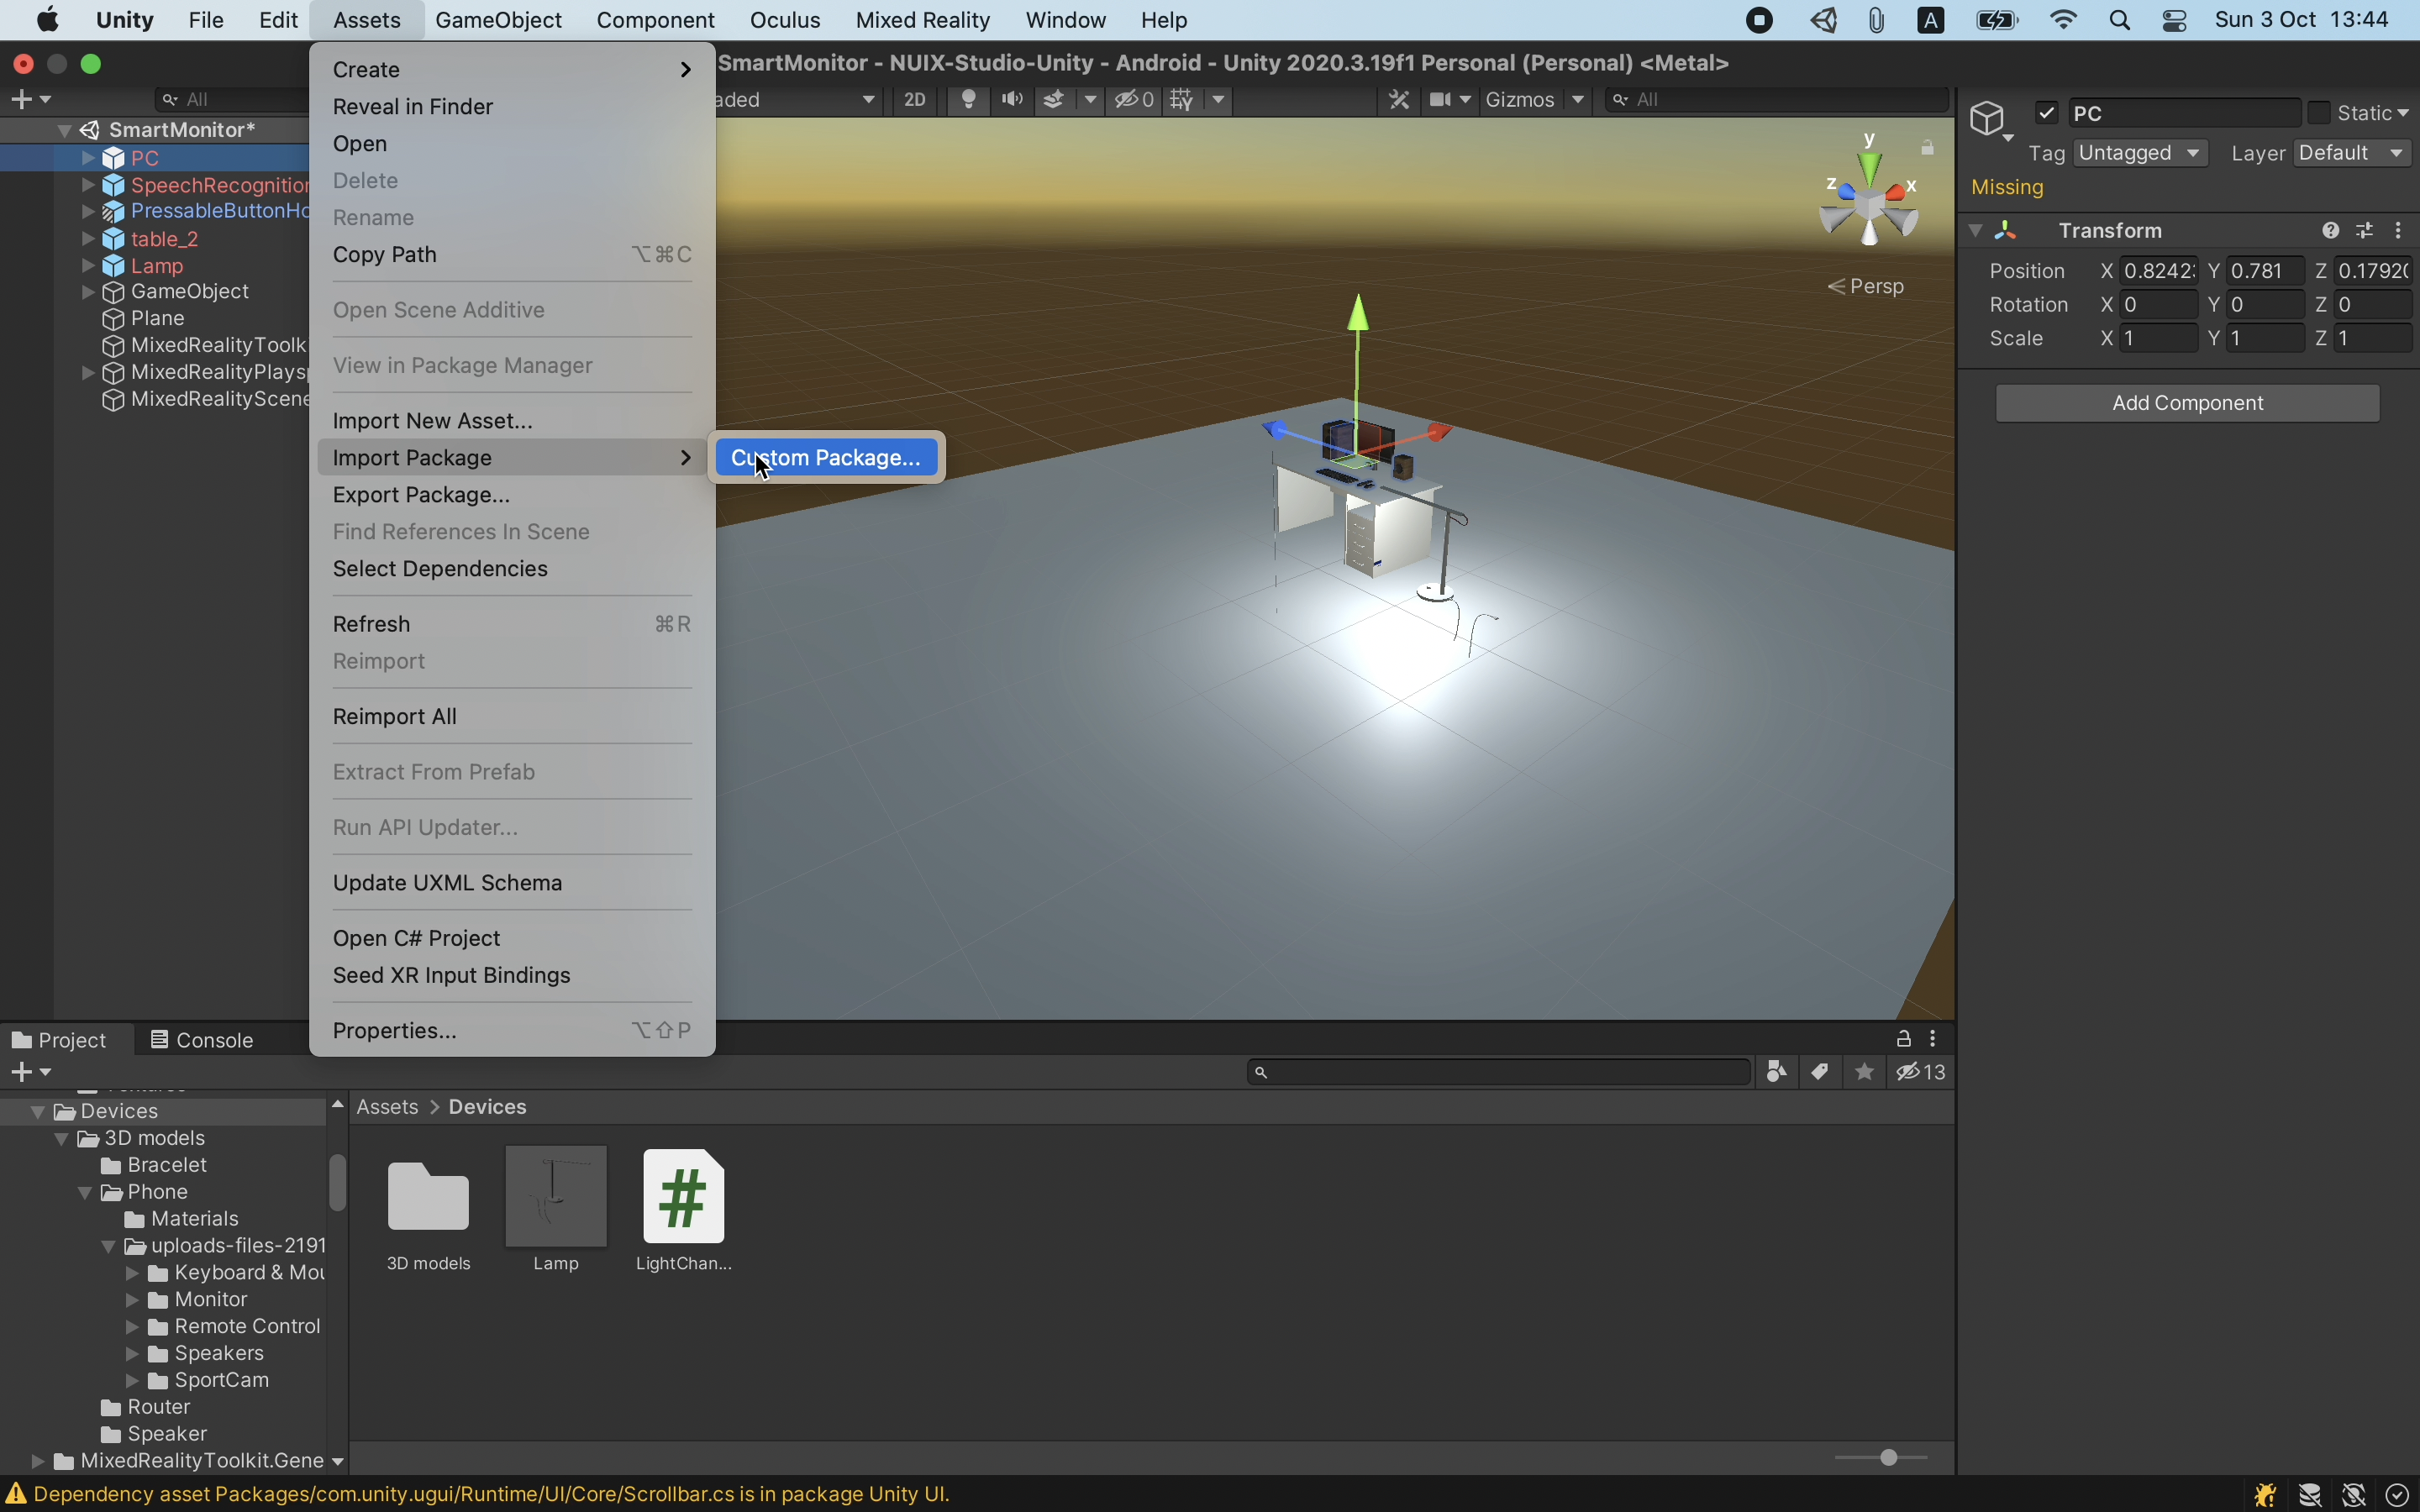 Unity File Edit Assets GameObject Component Oculus Mixed Reality Window Help A Sun 3 Oct 13:44
SmartMonitor - NUIX-Studio-Unity - Android - Unity 2020.3.19f1 Personal (Personal) <Metal>
All
SmartMonitor*
PC
SpeechRecognition
PressableButtonHo
table_2
Lamp
GameObject
Plane
MixedRealityToolk
MixedRealityPlaysp
MixedRealityScene
Create
Reveal in Finder
Open
Delete
Rename
Copy Path ⌥⌘C
Open Scene Additive
View in Package Manager
Import New Asset...
Import Package
Export Package...
Find References In Scene
Select Dependencies
Refresh ⌘R
Reimport
Reimport All
Extract From Prefab
Run API Updater...
Update UXML Schema
Open C# Project
Seed XR Input Bindings
Properties... ⌥⇧P
Custom Package...
aded 2D 0 Gizmos All
y
z x
Persp
PC Static
Tag Untagged Layer Default
Missing
Transform
Position X 0.8242 Y 0.781 Z 0.1792
Rotation X 0 Y 0 Z 0
Scale X 1 Y 1 Z 1
Add Component
Project Console
13
Devices
3D models
Bracelet
Phone
Materials
uploads-files-2191
Keyboard & Mou
Monitor
Remote Control
Speakers
SportCam
Router
Speaker
MixedRealityToolkit.Gene
Assets > Devices
3D models Lamp LightChan...
Dependency asset Packages/com.unity.ugui/Runtime/UI/Core/Scrollbar.cs is in package Unity UI.